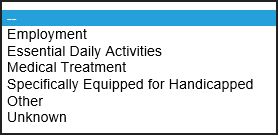 --
Employment
Essential Daily Activities
Medical Treatment
Specifically Equipped for Handicapped
Other
Unknown